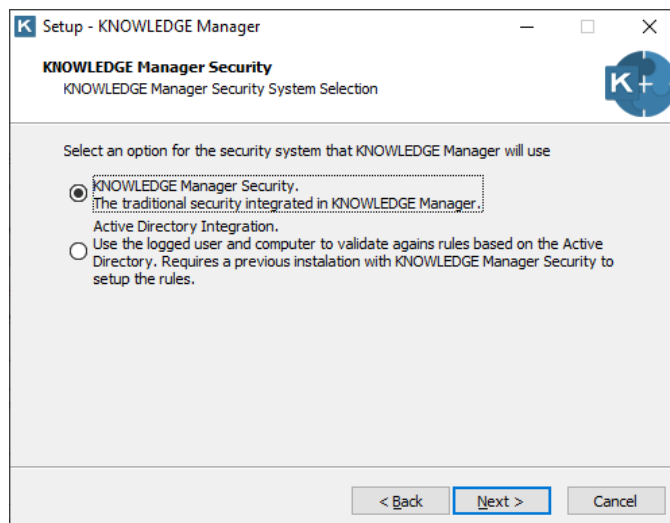 K Setup - KNOWLEDGE Manager
KNOWLEDGE Manager Security
KNOWLEDGE Manager Security System Selection
K+
Select an option for the security system that KNOWLEDGE Manager will use
KNOWLEDGE Manager Security.
The traditional security integrated in KNOWLEDGE Manager.
Active Directory Integration.
Use the logged user and computer to validate agains rules based on the Active
Directory. Requires a previous instalation with KNOWLEDGE Manager Security to
setup the rules.
< Back Next > Cancel